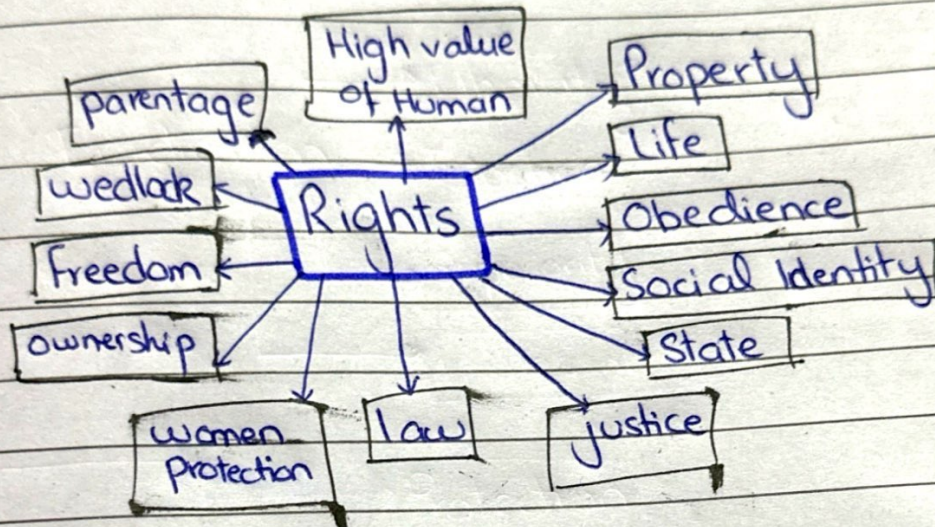 High value
of Human
Property
parentage
Life
wedlock
Rights
Obedience
freedom
Social Identity
ownership
State
women
protection
law
justice